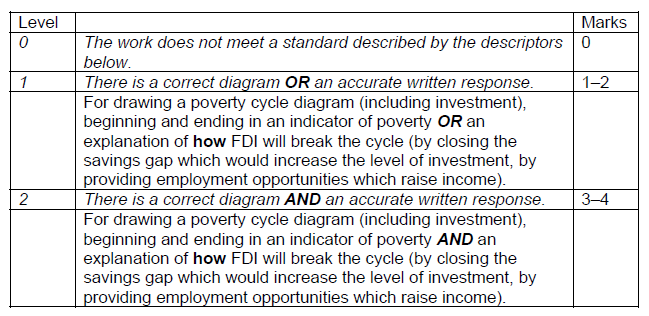 Level Marks
0 The work does not meet a standard described by the descriptors 0
below.
1 There is a correct diagram OR an accurate written response. 1–2
For drawing a poverty cycle diagram (including investment),
beginning and ending in an indicator of poverty OR an
explanation of how FDI will break the cycle (by closing the
savings gap which would increase the level of investment, by
providing employment opportunities which raise income).
2 There is a correct diagram AND an accurate written response. 3–4
For drawing a poverty cycle diagram (including investment),
beginning and ending in an indicator of poverty AND an
explanation of how FDI will break the cycle (by closing the
savings gap which would increase the level of investment, by
providing employment opportunities which raise income).